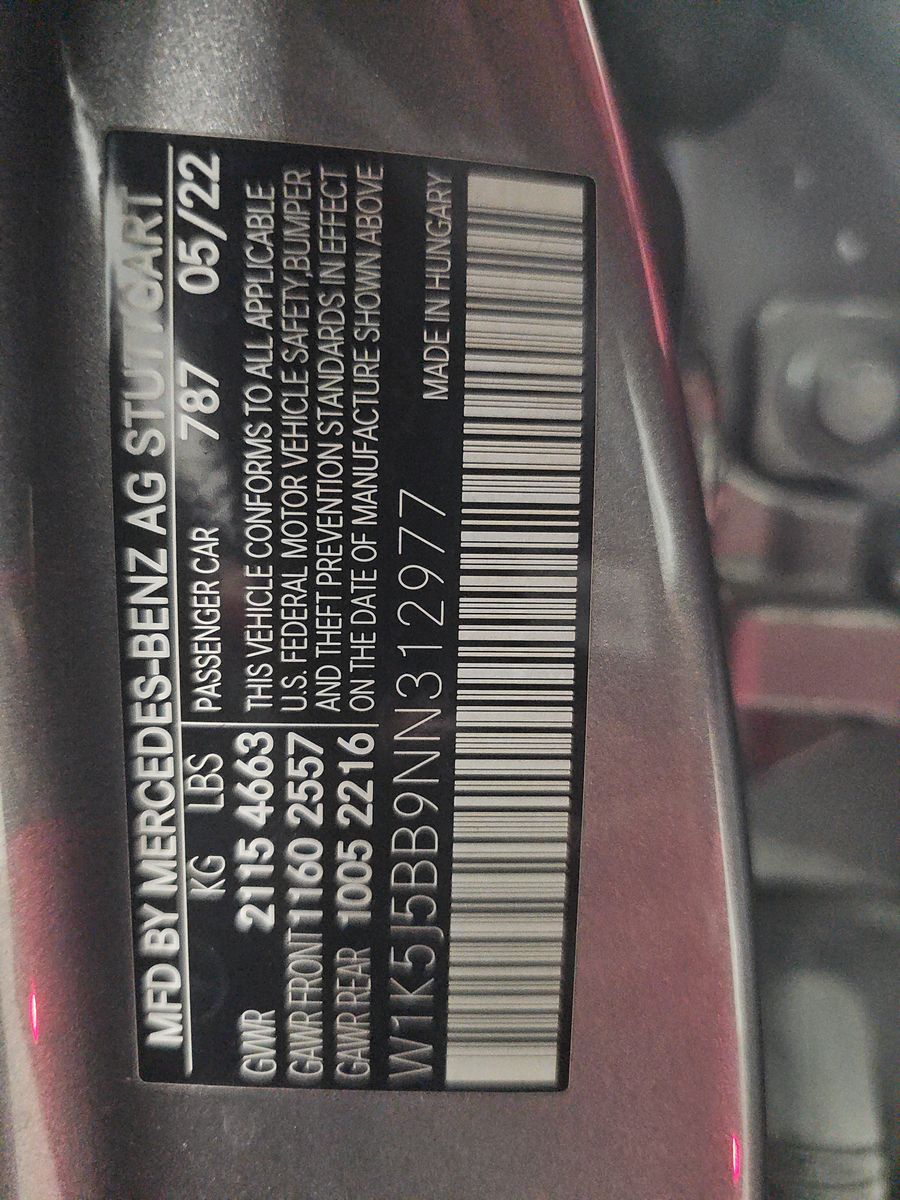 MFD BY MERCEDES-BENZ AG STUTTGART
KG LBS PASSENGER CAR 787 05/22
GVWR 2115 4663 THIS VEHICLE CONFORMS TO ALL APPLICABLE
GAWR FRONT 1160 2557 U.S. FEDERAL MOTOR VEHICLE SAFETY,BUMPER
GAWR REAR 1005 2216 AND THEFT PREVENTION STANDARDS IN EFFECT
ON THE DATE OF MANUFACTURE SHOWN ABOVE
W1K5J5BB9NN312977 MADE IN HUNGARY